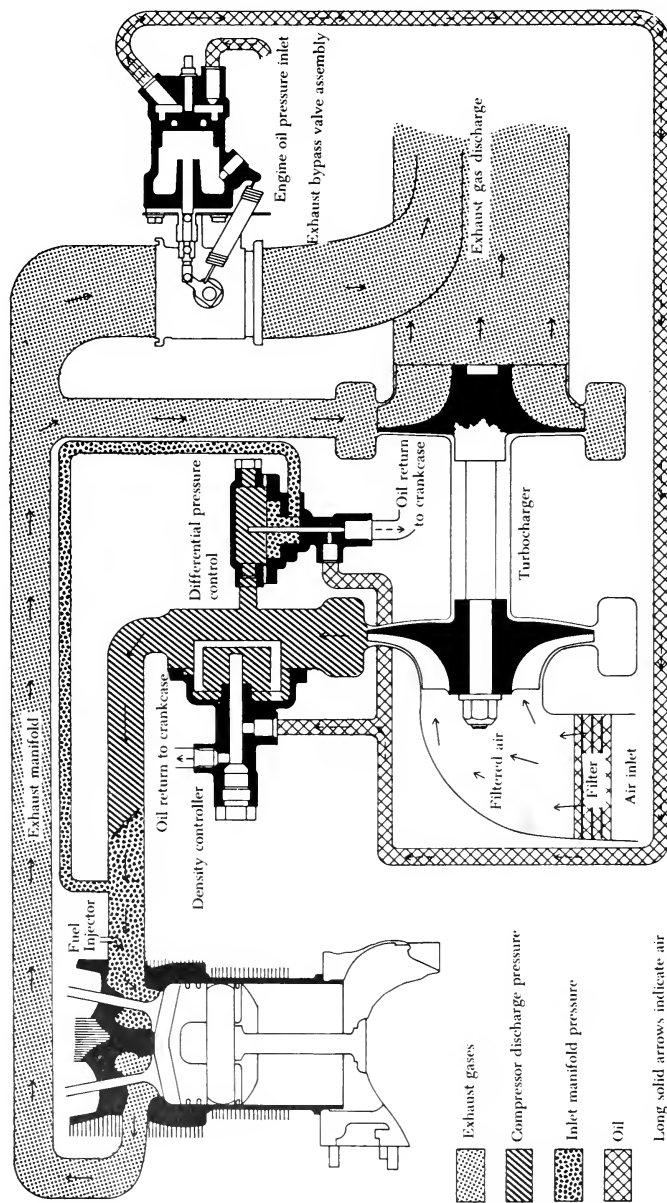 Engine oil pressure inlet
Exhaust bypass valve assembly
Exhaust gas discharge
Differential pressure
control
Oil return
to crankcase
Exhaust manifold
Oil return to crankcase
Density controller
Turbocharger
Fuel
Injector
Filtered air
Filter
Air inlet
Exhaust gases
Compressor discharge pressure
Inlet manifold pressure
Oil
Long solid arrows indicate air